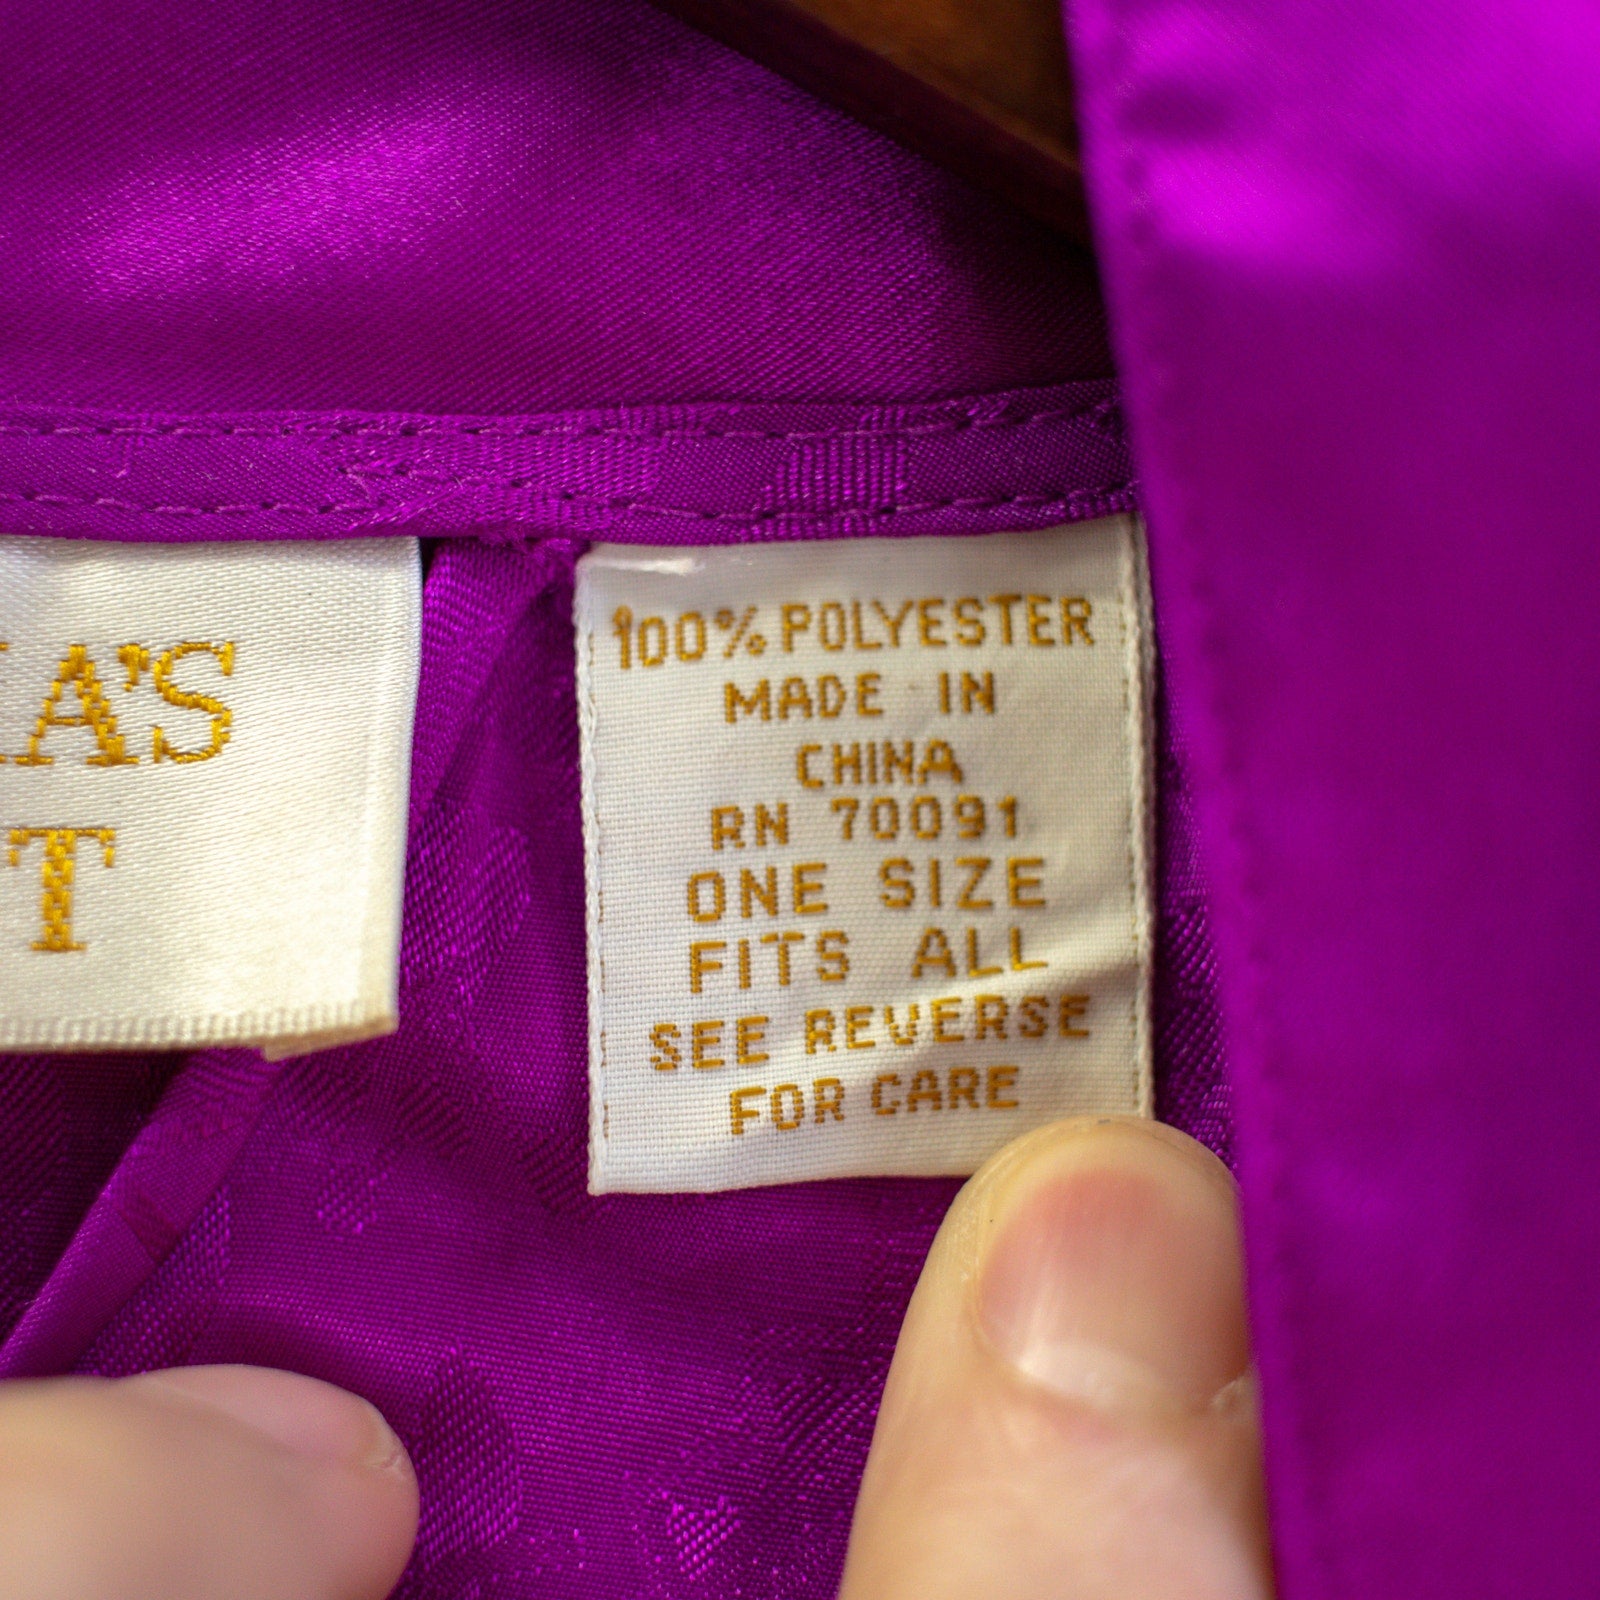 A'S
T
100% POLYESTER
MADE IN
CHINA
RN 70091
ONE SIZE
FITS ALL
SEE REVERSE
FOR CARE